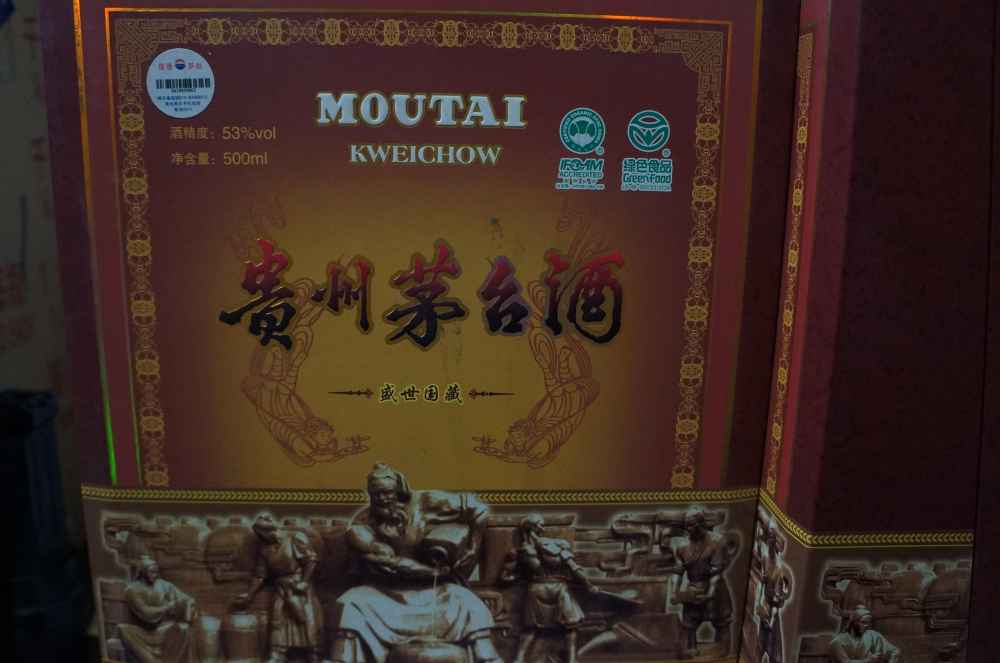 MOUTAI
KWEICHOW
酒精度：53%vol
净含量：500ml
IFOAM
ACCREDITED
绿色食品
GreenFood
貴州茅台酒
盛世国藏